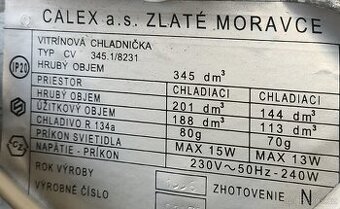 CALEX a.s. ZLATÉ MORAVCE
VITRÍNOVÁ CHLADNIČKA
TYP CV 345.1/8231
HRUBÝ OBJEM 345 dm³
IP20
PRIESTOR CHLADIACI CHLADIACI
HRUBÝ OBJEM 201 dm³ 144 dm³
ÚŽITKOVÝ OBJEM 188 dm³ 113 dm³
CHLADIVO R.134a 80g 70g
PRÍKON SVIETIDLA MAX 15W MAX 13W
NAPÄTIE - PRÍKON 230V~50Hz-240W
ROK VÝROBY ZHOTOVENIE N
VÝROBNÉ ČÍSLO